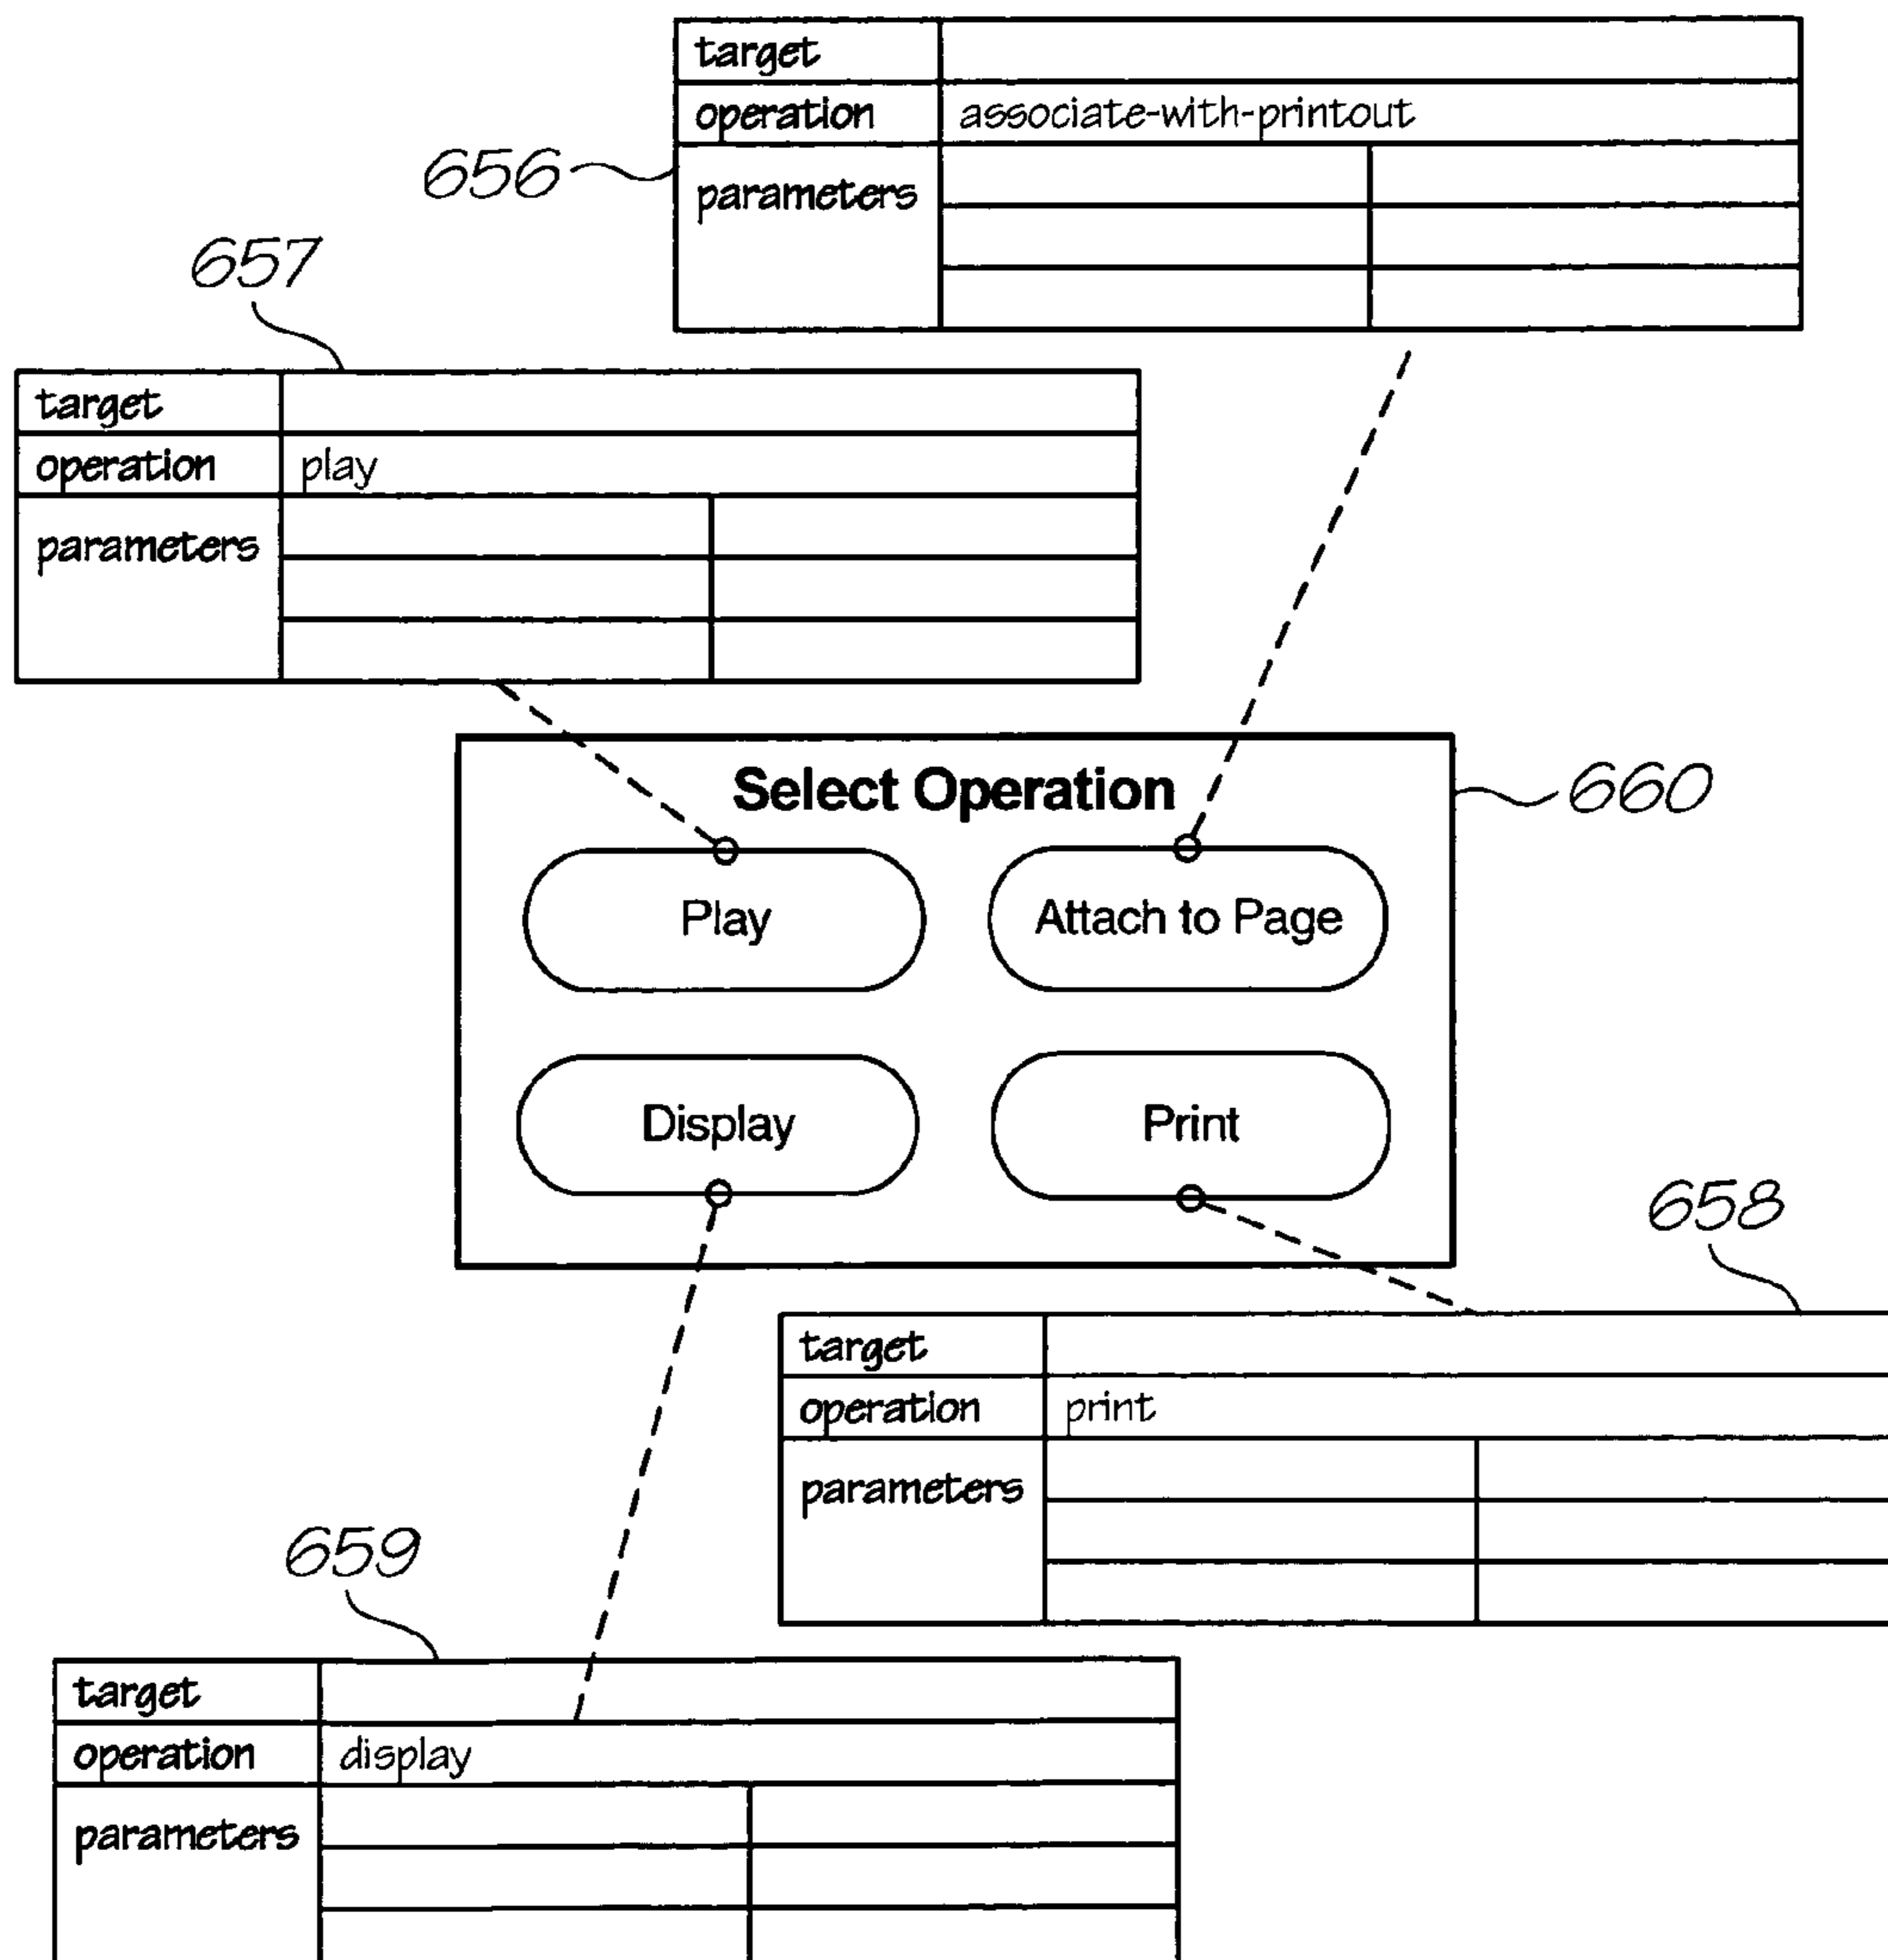 target
operation associate-with-printout
656
parameters
657
target
operation play
parameters
Select Operation
660
Play Attach to Page
Display Print
658
target
operation print
parameters
659
target
operation display
parameters